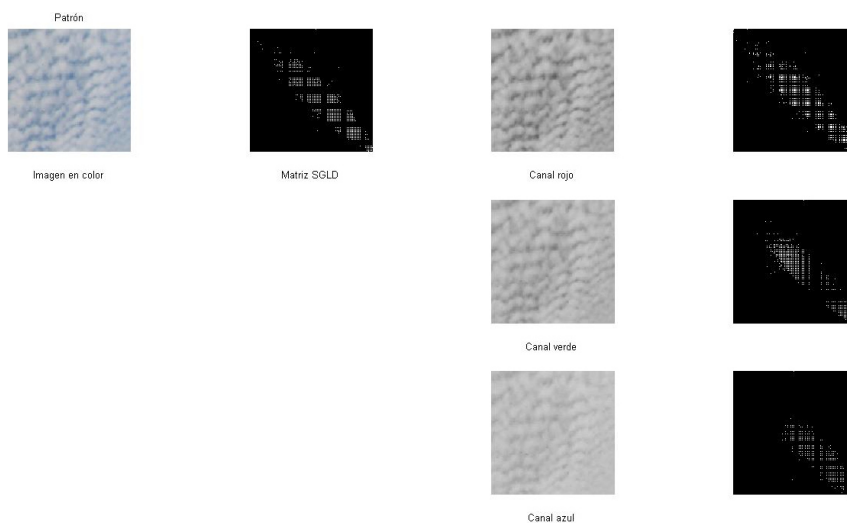 Patrón
Imagen en color
Matriz SGLD
Canal rojo
Canal verde
Canal azul